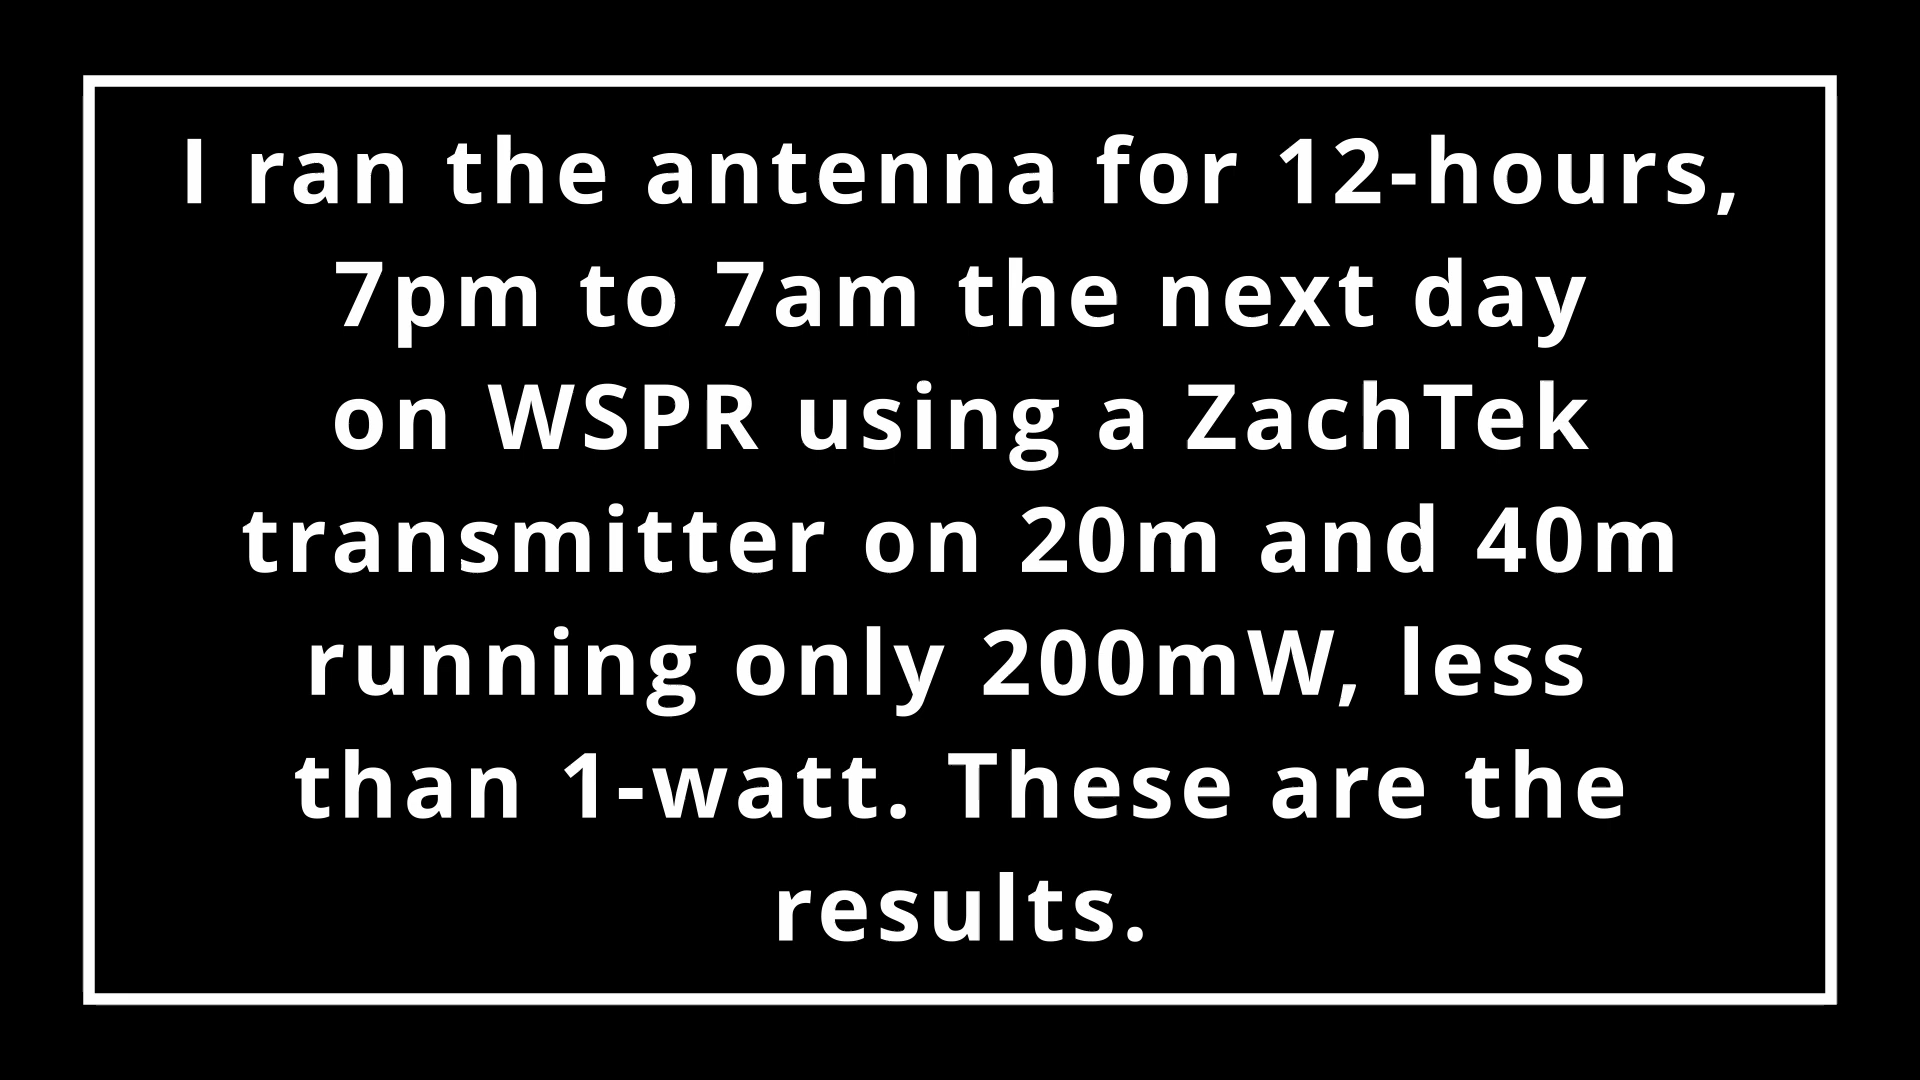 I ran the antenna for 12-hours,
7pm to 7am the next day
on WSPR using a ZachTek
transmitter on 20m and 40m
running only 200mW, less
than 1-watt. These are the
results.